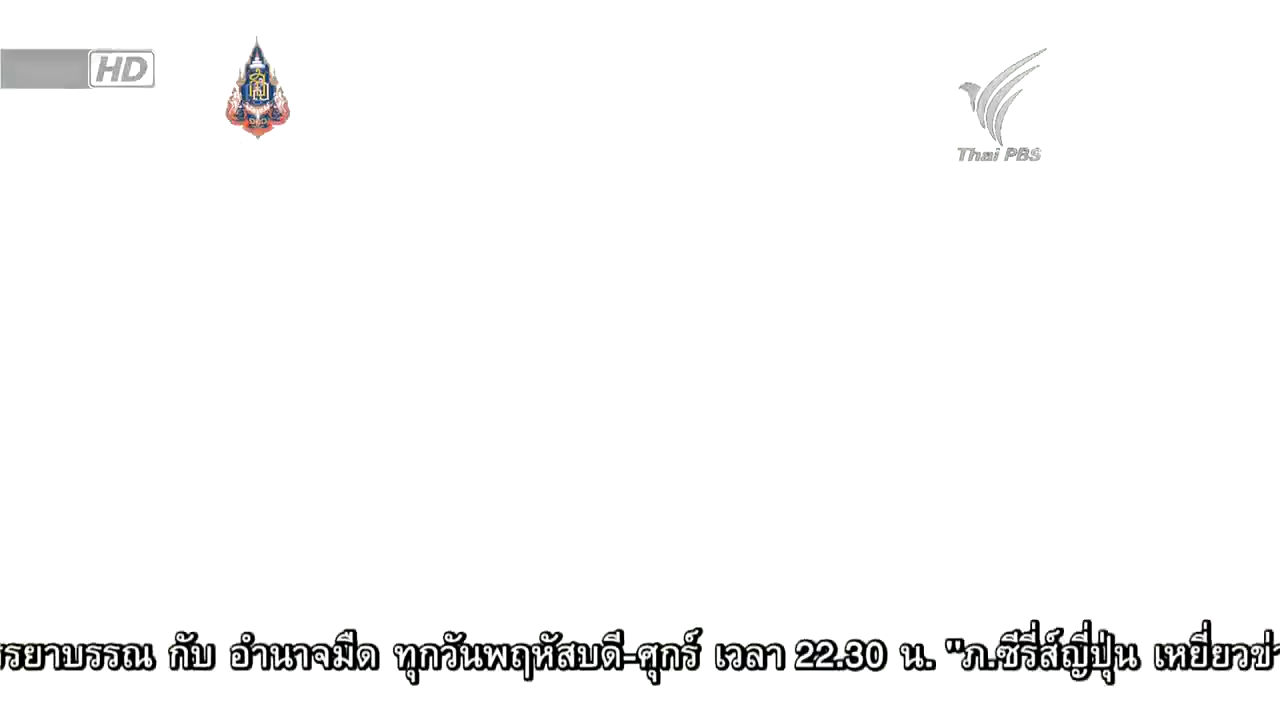 HD
Thai PBS
รรยาบรรณ กับ อำนาจมืด ทุกวันพฤหัสบดี-ศุกร์ เวลา 22.30 น. "ภ.ซีรี่ส์ญี่ปุ่น เหยี่ยวข่า